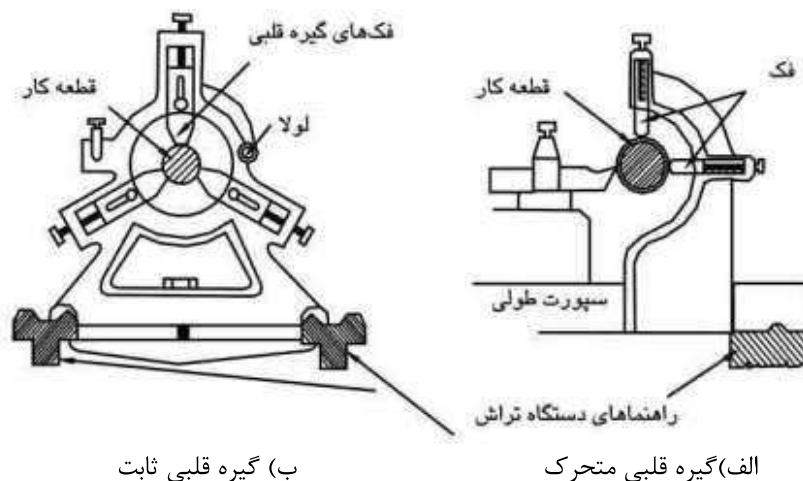 فک‌های گیره قلبی
قطعه کار
لولا
قطعه کار
فک
سپورت طولی
راهنماهای دستگاه تراش
ب) گیره قلبی ثابت
الف)گیره قلبی متحرک